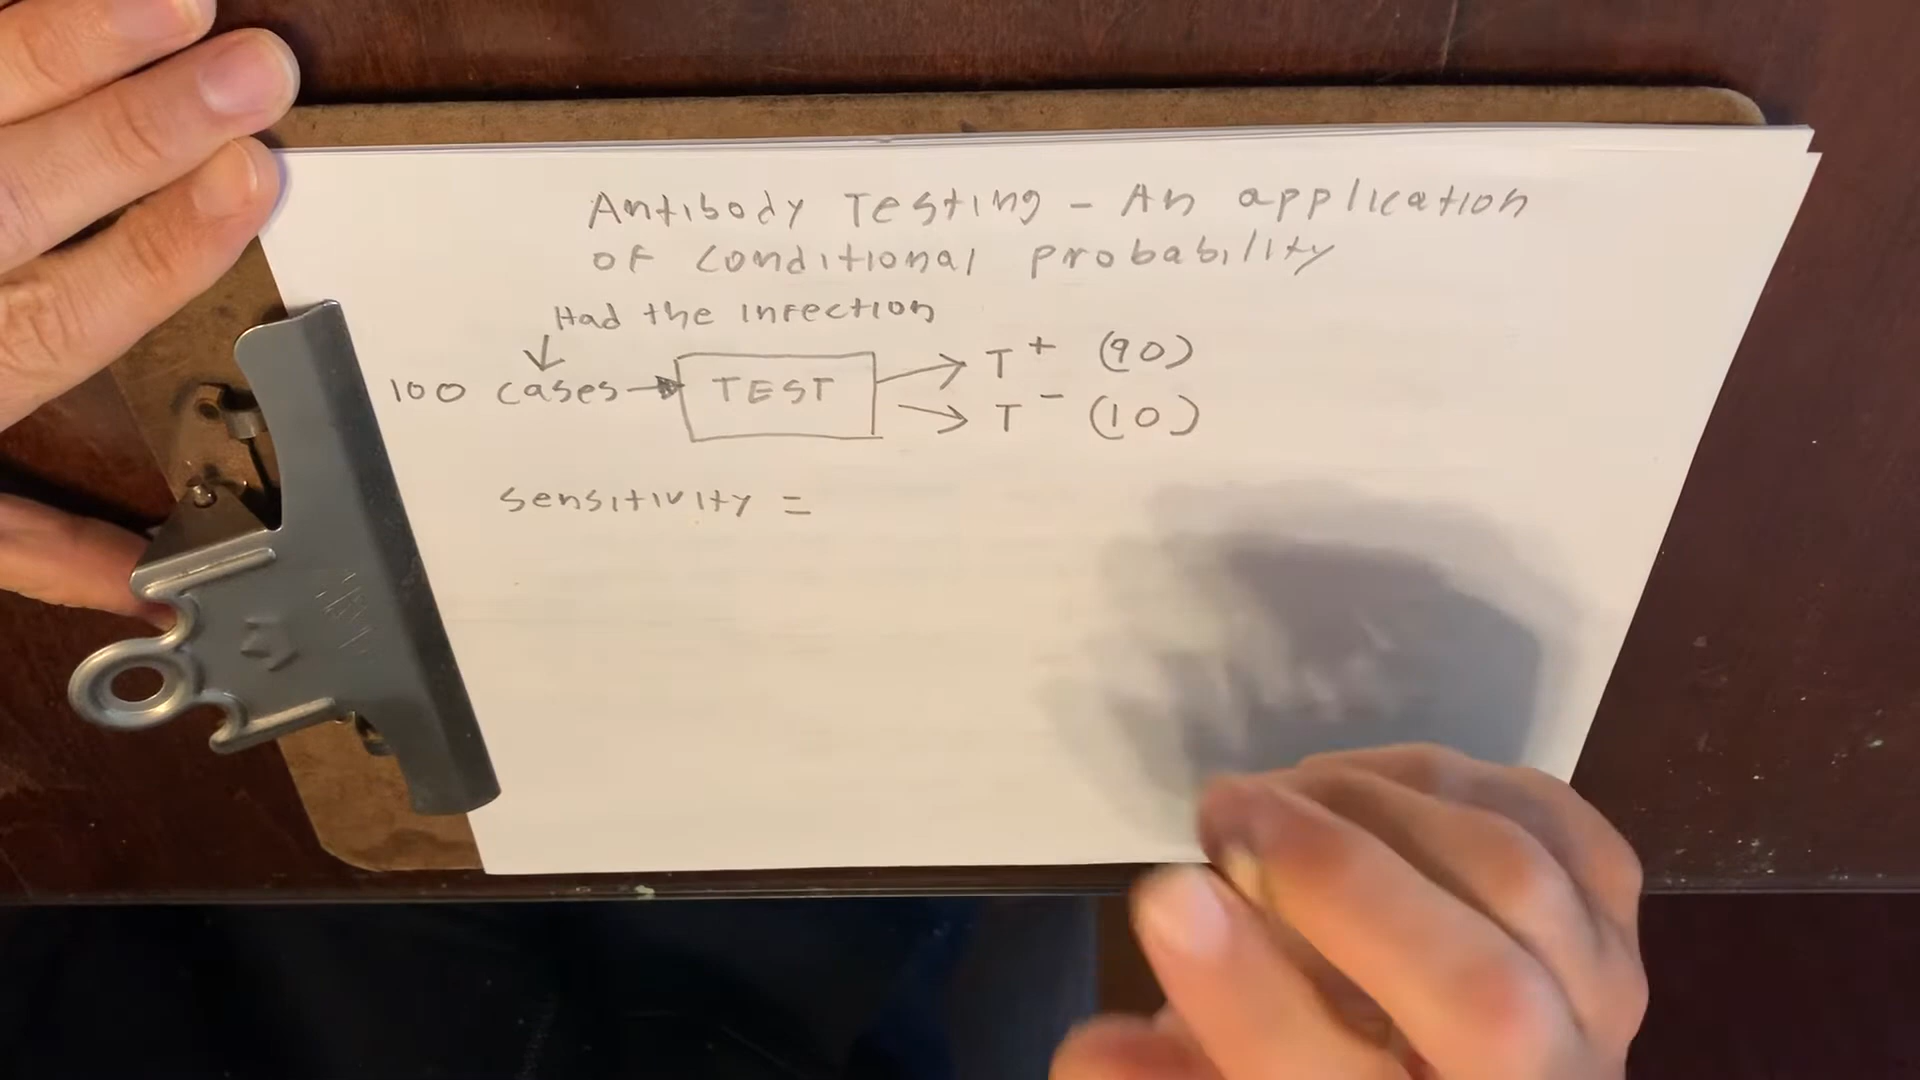 Antibody Testing - An application
of conditional probability
Had the infection
100 cases → TEST → T+ (90)
→ T- (10)
sensitivity =